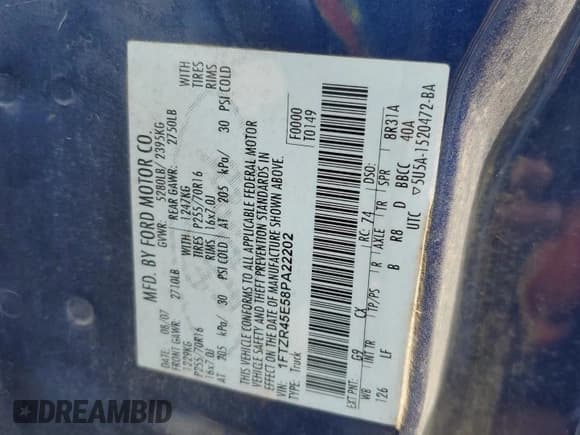 MFD. BY FORD MOTOR CO.
DATE: 08/07 GVWR: 5280LB/ 2395KG
FRONT GAWR: 2710LB REAR GAWR: 2750LB
1229KG WITH 1247KG WITH
P255/70R16 TIRES P255/70R16 TIRES
16x7.0J RIMS 16x7.0J RIMS
AT 205 kPa/ 30 PSI COLD AT 205 kPa/ 30 PSI COLD
THIS VEHICLE CONFORMS TO ALL APPLICABLE FEDERAL MOTOR
VEHICLE SAFETY AND THEFT PREVENTION STANDARDS IN
EFFECT ON THE DATE OF MANUFACTURE SHOWN ABOVE.
VIN: 1FTZR45E58PA22202 F0000
TYPE: Truck T0149
EXT PNT: G9 CX RC: 74 DSO:
WB INT TR TP/PS R AXLE TR SPR 8R31A
126 LF B R8 D BBCC 40A
UTC ▽5U5A-1520472-BA
DREAMBID